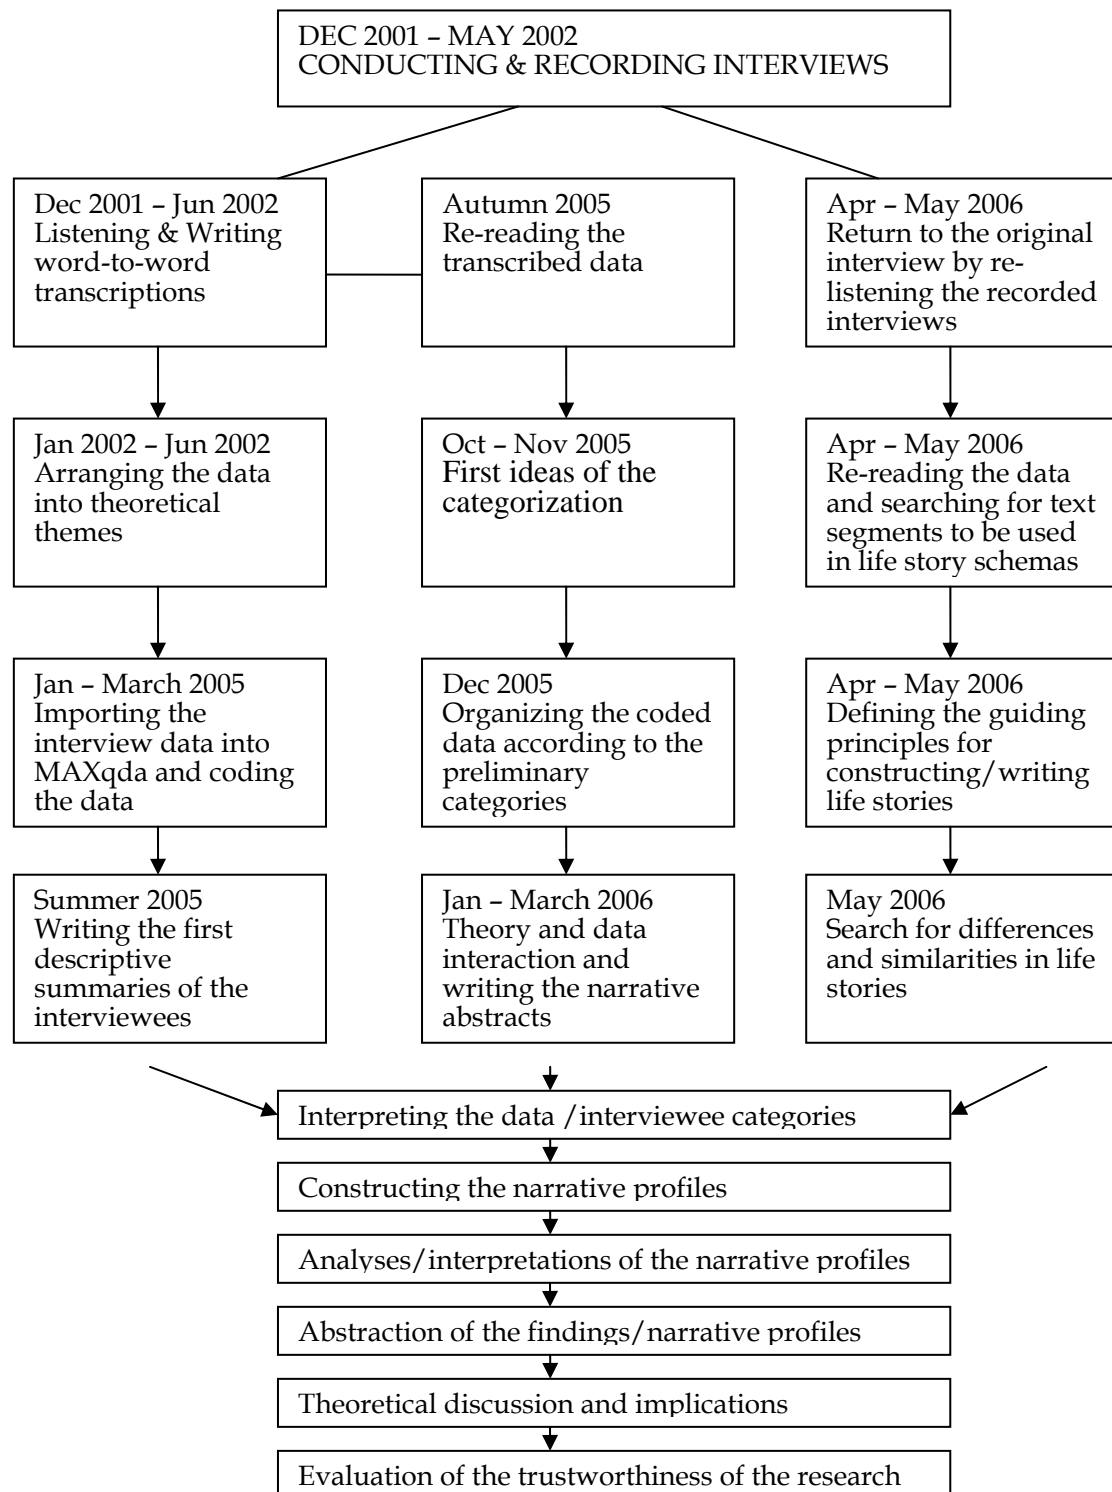 DEC 2001 – MAY 2002
CONDUCTING & RECORDING INTERVIEWS
Dec 2001 – Jun 2002
Listening & Writing
word-to-word
transcriptions
Autumn 2005
Re-reading the
transcribed data
Apr – May 2006
Return to the original
interview by re-
listening the recorded
interviews
Jan 2002 – Jun 2002
Arranging the data
into theoretical
themes
Oct – Nov 2005
First ideas of the
categorization
Apr – May 2006
Re-reading the data
and searching for text
segments to be used
in life story schemas
Jan – March 2005
Importing the
interview data into
MAXqda and coding
the data
Dec 2005
Organizing the coded
data according to the
preliminary
categories
Apr – May 2006
Defining the guiding
principles for
constructing/writing
life stories
Summer 2005
Writing the first
descriptive
summaries of the
interviewees
Jan – March 2006
Theory and data
interaction and
writing the narrative
abstracts
May 2006
Search for differences
and similarities in life
stories
Interpreting the data /interviewee categories
Constructing the narrative profiles
Analyses/interpretations of the narrative profiles
Abstraction of the findings/narrative profiles
Theoretical discussion and implications
Evaluation of the trustworthiness of the research